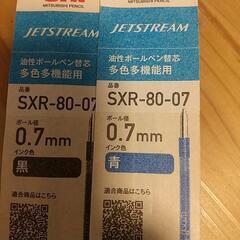 MITSUBISHI PENCIL
JETSTREAM
油性ボールペン替芯
多色多機能用
品番
SXR-80-07
ボール径
0.7mm
インク色
黒
適合商品はこちら
MITSUBISHI PENCIL
JETSTREAM
油性ボールペン替芯
多色多機能用
品番
SXR-80-07
ボール径
0.7mm
インク色
青
適合商品はこちら